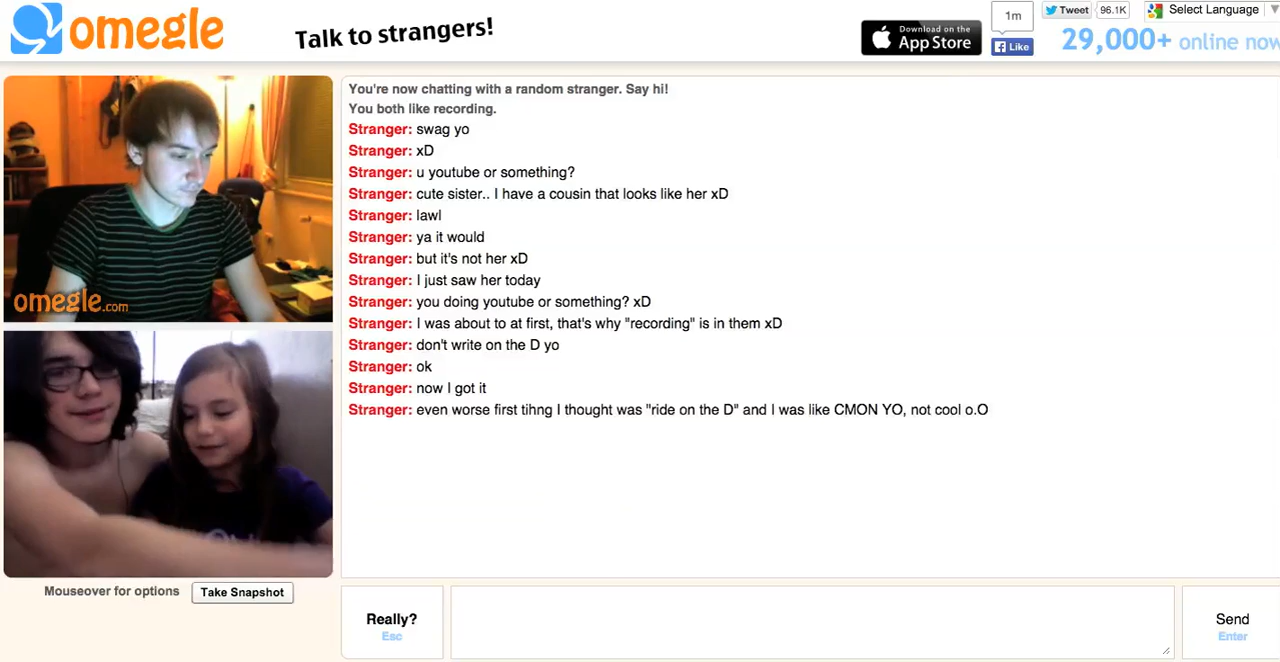 omegle
Talk to strangers!
Download on the
App Store
1m
Like
Tweet
96.1K
Select Language
29,000+ online now
omegle.com
You're now chatting with a random stranger. Say hi!
You both like recording.
Stranger: swag yo
Stranger: xD
Stranger: u youtube or something?
Stranger: cute sister.. I have a cousin that looks like her xD
Stranger: lawl
Stranger: ya it would
Stranger: but it's not her xD
Stranger: I just saw her today
Stranger: you doing youtube or something? xD
Stranger: I was about to at first, that's why "recording" is in them xD
Stranger: don't write on the D yo
Stranger: ok
Stranger: now I got it
Stranger: even worse first tihng I thought was "ride on the D" and I was like CMON YO, not cool o.O
Mouseover for options
Take Snapshot
Really?
Esc
Send
Enter